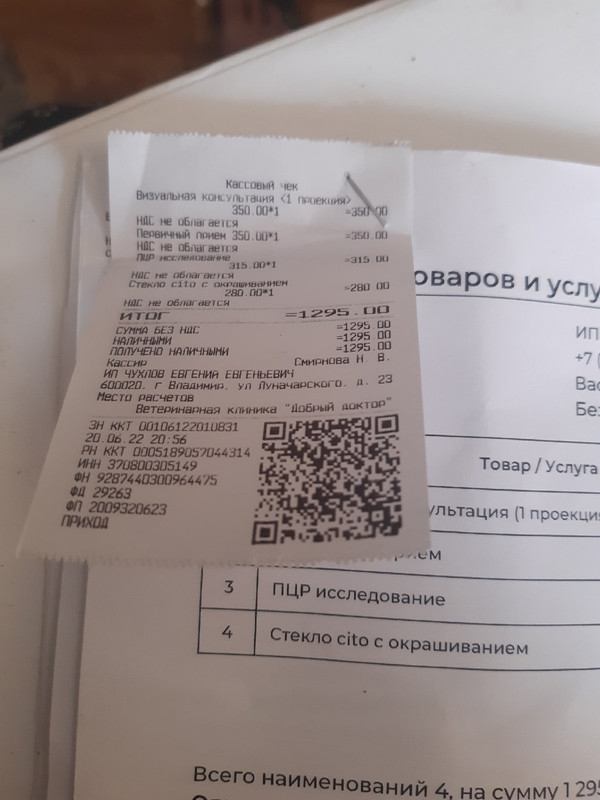 Кассовый чек
Визуальная консультация (1 проекция)
350.00*1 =350.00
НДС не облагается
Первичный прием 350.00*1 =350.00
НДС не облагается
ПЦР исследование
315.00*1 =315.00
НДС не облагается
Стекло cito с окрашиванием
280.00*1 =280.00
НДС не облагается
ИТОГ =1295.00
СУММА БЕЗ НДС =1295.00
НАЛИЧНЫМИ =1295.00
ПОЛУЧЕНО НАЛИЧНЫМИ =1295.00
Кассир Смирнова Н. В.
ИП ЧУХЛОВ ЕВГЕНИЙ ЕВГЕНЬЕВИЧ
600020. г Владимир. ул Луначарского. д. 23
Место расчетов
Ветеринарная клиника "Добрый доктор"
ЗН ККТ 00106122010831
20.06.22 20:56
РН ККТ 0005189057044314
ИНН 370800305149
ФН 9287440300964475
ФД 29263
ФП 2009320623
ПРИХОД
оваров и услу
ИП
+7 (
Вас
Без
Товар / Услуга
ультация (1 проекция
ием
3 ПЦР исследование
4 Стекло cito с окрашиванием
Всего наименований 4, на сумму 1 295